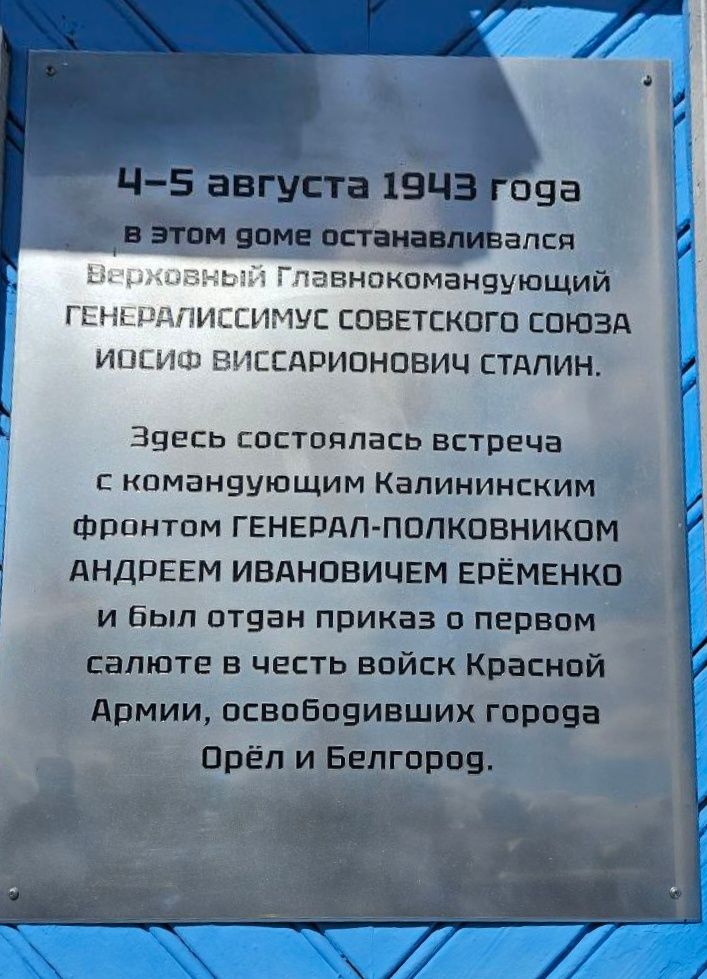 4–5 августа 1943 года
в этом доме останавливался
Верховный Главнокомандующий
ГЕНЕРАЛИССИМУС СОВЕТСКОГО СОЮЗА
ИОСИФ ВИССАРИОНОВИЧ СТАЛИН.
Здесь состоялась встреча
с командующим Калининским
фронтом ГЕНЕРАЛ-ПОЛКОВНИКОМ
АНДРЕЕМ ИВАНОВИЧЕМ ЕРЁМЕНКО
и был отдан приказ о первом
салюте в честь войск Красной
Армии, освободивших города
Орёл и Белгород.